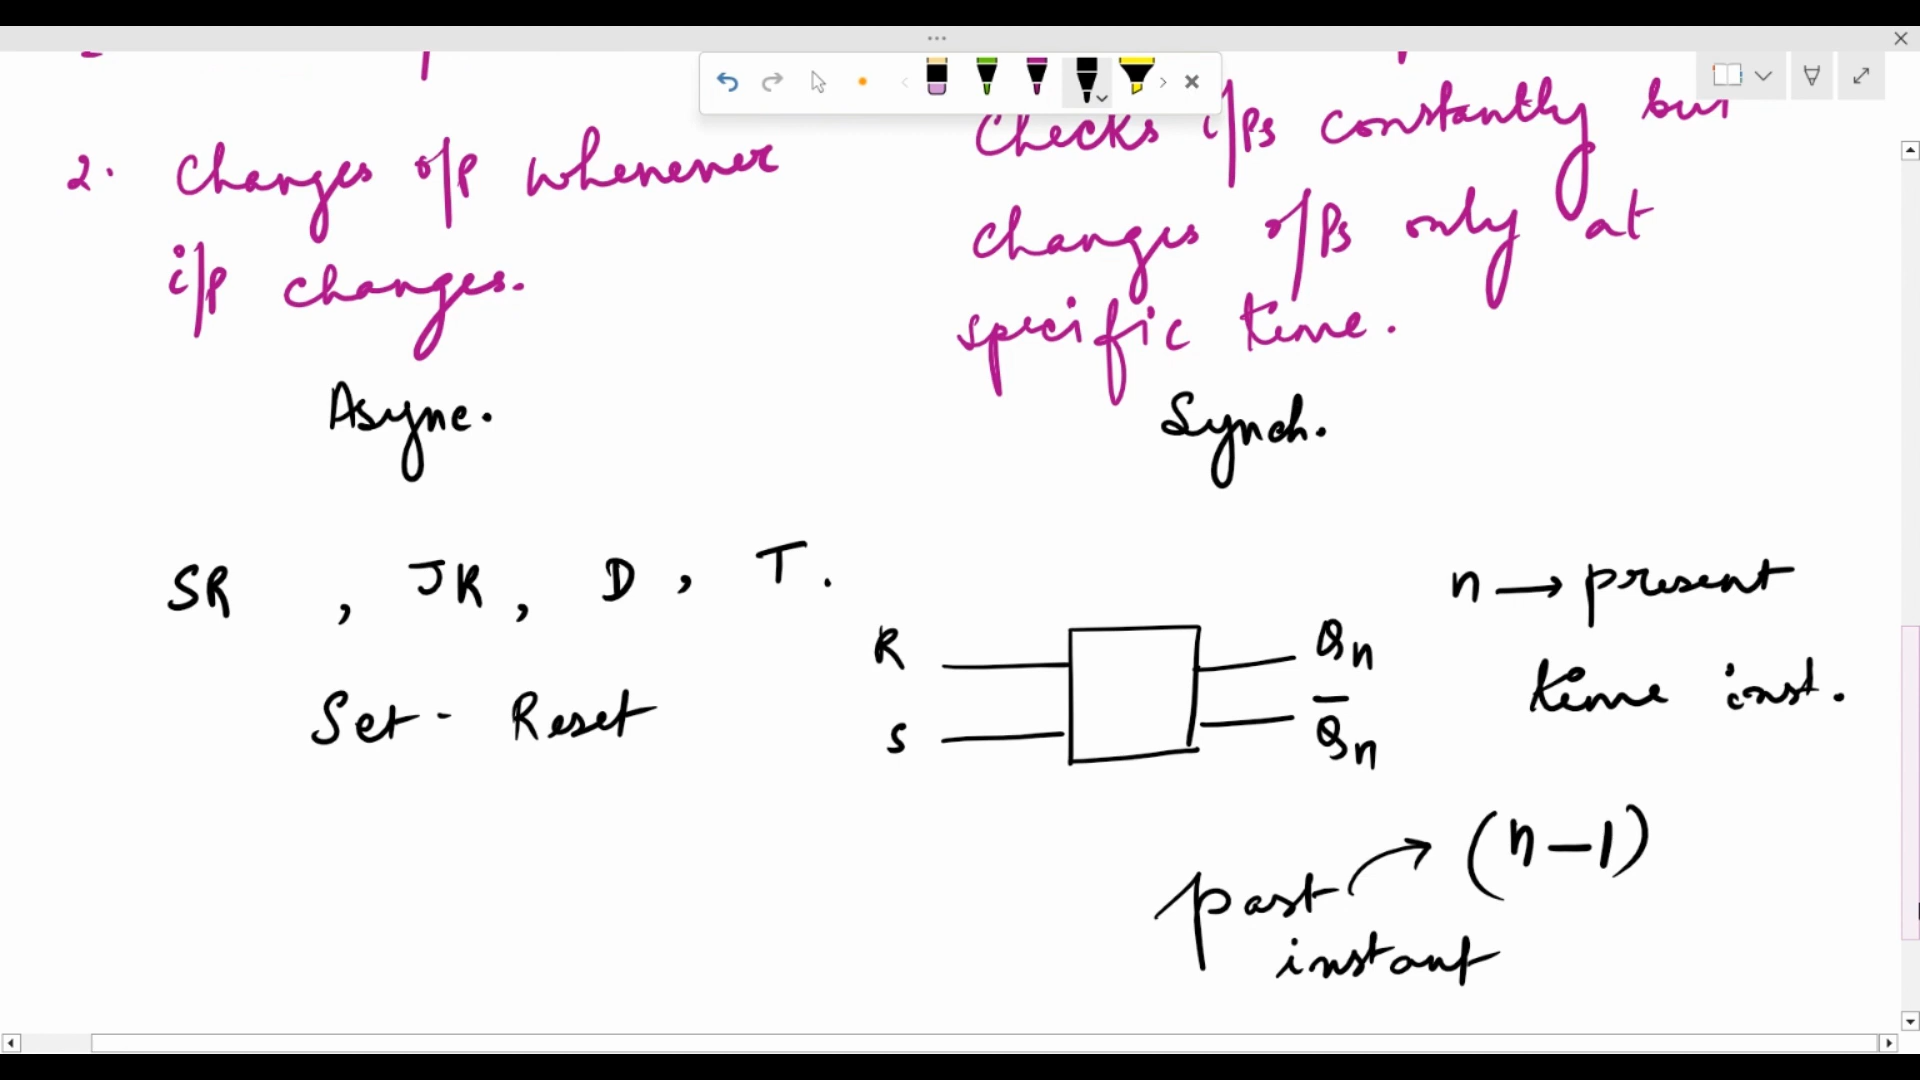 2. Changes o/p whenever
i/p changes.
Async.
Checks i/ps constantly but
changes o/ps only at
specific time.
Synch.
SR , JK , D , T .
Set - Reset
R
S
Qn
Q̅n
n → present
time inst.
past → (n-1)
instant